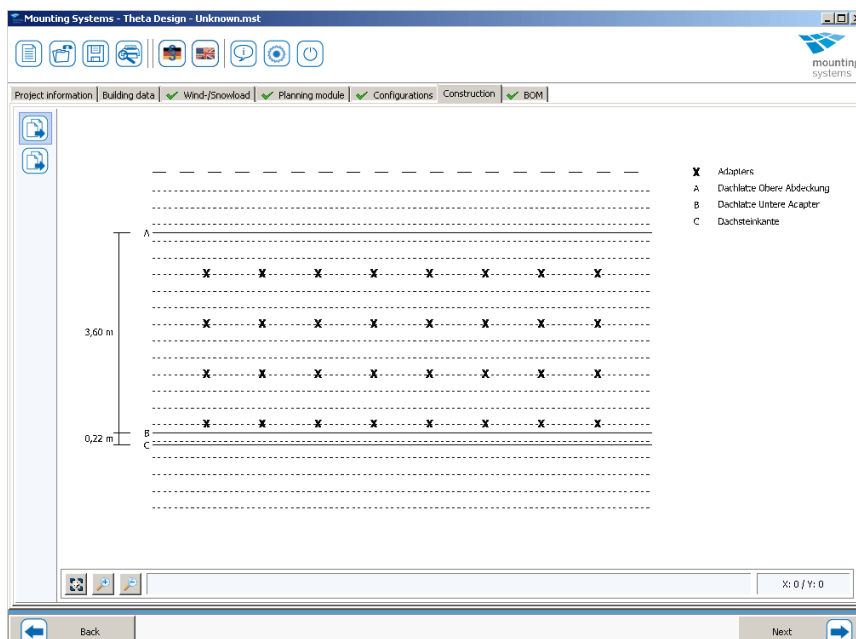 Mounting Systems - Theta Design - Unknown.mst
mounting
systems
Project information Building data Wind-/Snowload Planning module Configurations Construction BOM
X Adapters
A Dachlatte Obere Abdeckung
B Dachlatte Untere Adapter
C Dachsteinkante
A
X X X X X X X X
X X X X X X X X
3,60 m
X X X X X X X X
X X X X X X X X
B
0,22 m
C
X: 0 / Y: 0
Back Next